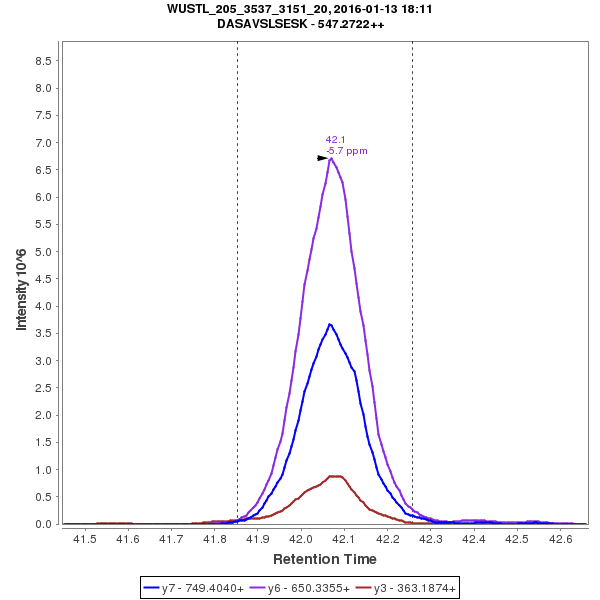 WUSTL_205_3537_3151_20, 2016-01-13 18:11
DASAVSLSESK - 547.2722++
Intensity 10^6
8.5
8.0
7.5
7.0
6.5
6.0
5.5
5.0
4.5
4.0
3.5
3.0
2.5
2.0
1.5
1.0
0.5
0.0
42.1
-5.7 ppm
41.5 41.6 41.7 41.8 41.9 42.0 42.1 42.2 42.3 42.4 42.5 42.6
Retention Time
y7 - 749.4040+ y6 - 650.3355+ y3 - 363.1874+